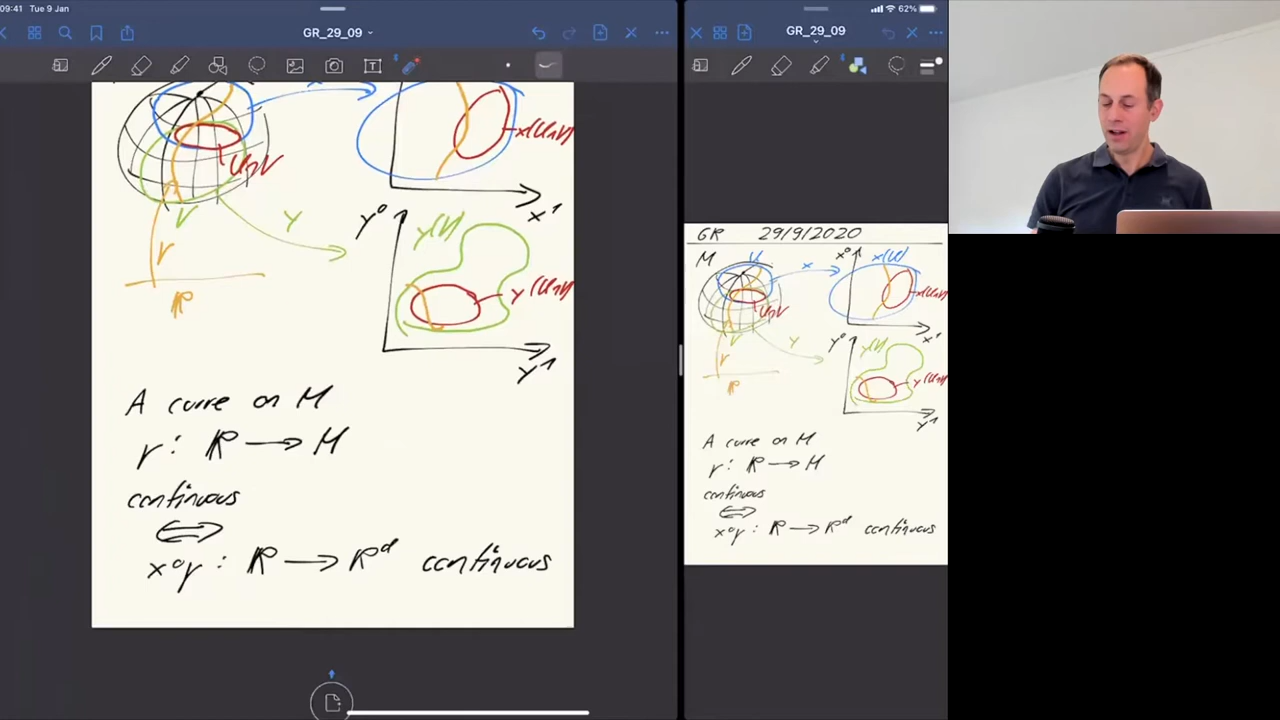 09:41 Tue 9 Jan
GR_29_09
x(U∩V)
U∩V
x¹
V
y
y⁰
y(V)
γ
ℝ
y(U∩V)
y¹
A curve on M
γ: ℝ → M
continuous
⟺
x∘γ : ℝ → ℝᵈ continuous
62%
GR_29_09
GR 29/9/2020
M
U
x
x⁰
x(U)
x(U∩V)
U∩V
x¹
V
y
y⁰
y(V)
γ
ℝ
y(U∩V)
y¹
A curve on M
γ: ℝ → M
continuous
⟺
x∘γ : ℝ → ℝᵈ continuous